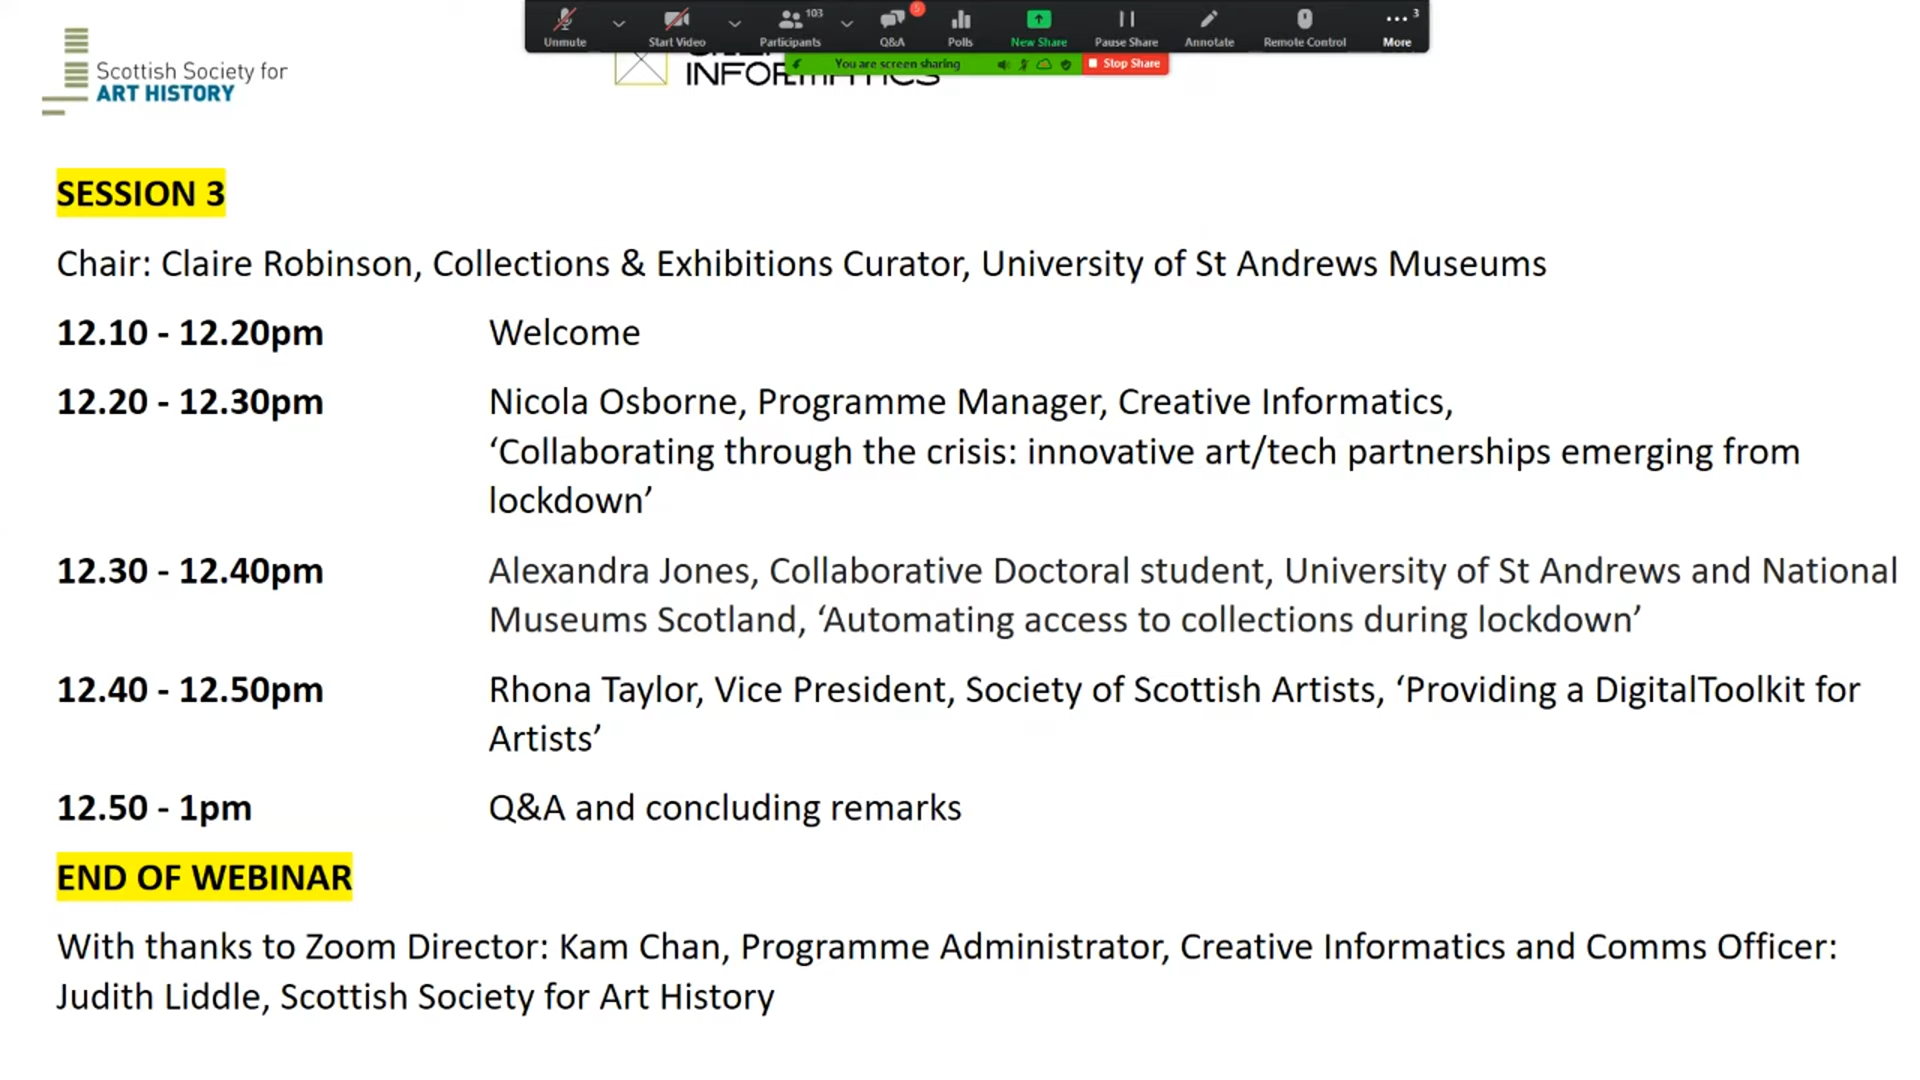 Unmute
Start Video
Participants 103
Q&A 5
Polls
New Share
Pause Share
Annotate
Remote Control
More 3
You are screen sharing
Stop Share
Scottish Society for
ART HISTORY
INFORMATICS
SESSION 3
Chair: Claire Robinson, Collections & Exhibitions Curator, University of St Andrews Museums
12.10 - 12.20pm Welcome
12.20 - 12.30pm Nicola Osborne, Programme Manager, Creative Informatics,
‘Collaborating through the crisis: innovative art/tech partnerships emerging from
lockdown’
12.30 - 12.40pm Alexandra Jones, Collaborative Doctoral student, University of St Andrews and National
Museums Scotland, ‘Automating access to collections during lockdown’
12.40 - 12.50pm Rhona Taylor, Vice President, Society of Scottish Artists, ‘Providing a DigitalToolkit for
Artists’
12.50 - 1pm Q&A and concluding remarks
END OF WEBINAR
With thanks to Zoom Director: Kam Chan, Programme Administrator, Creative Informatics and Comms Officer:
Judith Liddle, Scottish Society for Art History